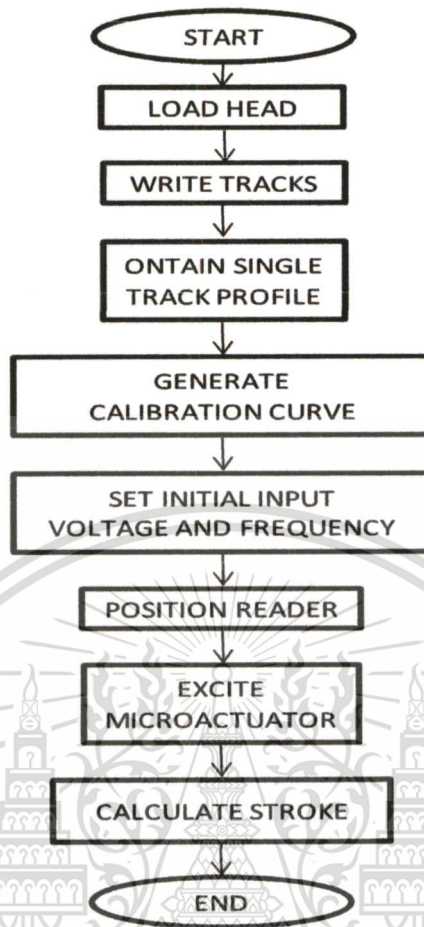 START
LOAD HEAD
WRITE TRACKS
ONTAIN SINGLE
TRACK PROFILE
GENERATE
CALIBRATION CURVE
SET INITIAL INPUT
VOLTAGE AND FREQUENCY
POSITION READER
EXCITE
MICROACTUATOR
CALCULATE STROKE
END